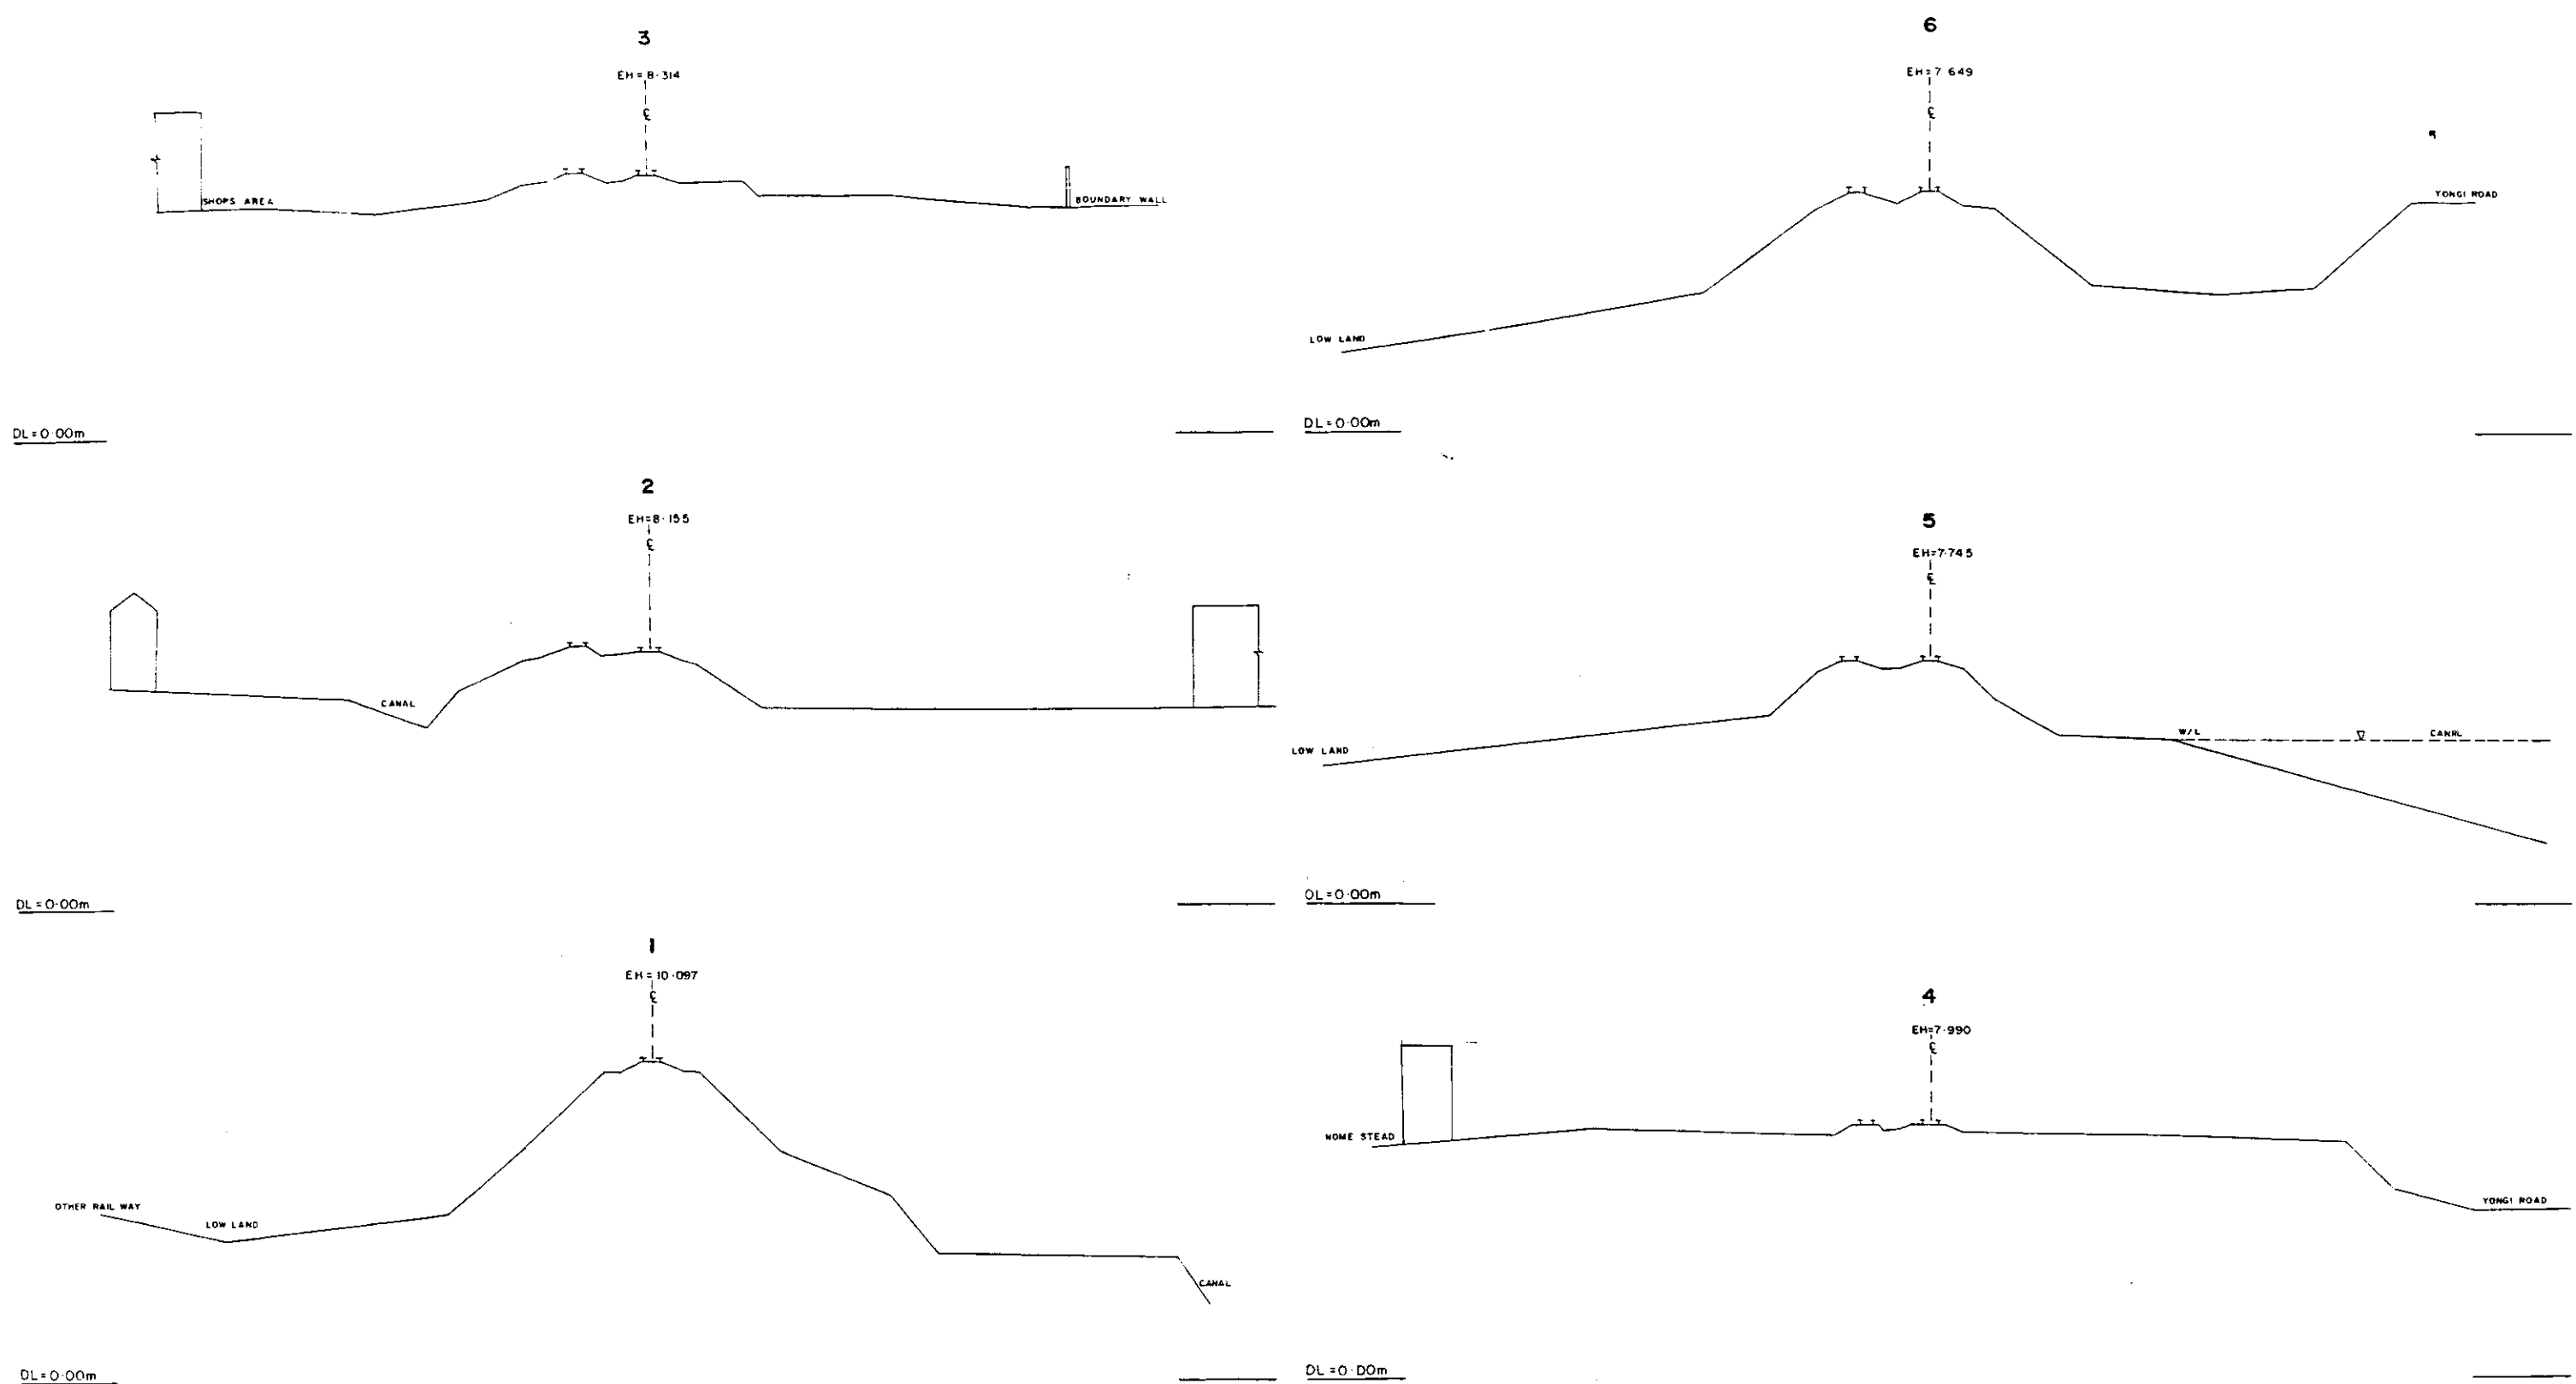 3
EH = 8·314
℄
SHOPS AREA
BOUNDARY WALL
DL = 0·00m
2
EH=8·155
℄
CANAL
DL = 0·00m
1
EH = 10·097
℄
OTHER RAIL WAY
LOW LAND
CANAL
DL = 0·00m
6
EH = 7 649
℄
YONGI ROAD
LOW LAND
DL = 0·00m
5
EH=7·745
℄
LOW LAND
W/L
CANAL
DL = 0·00m
4
EH=7·990
℄
HOME STEAD
YONGI ROAD
DL = 0·00m